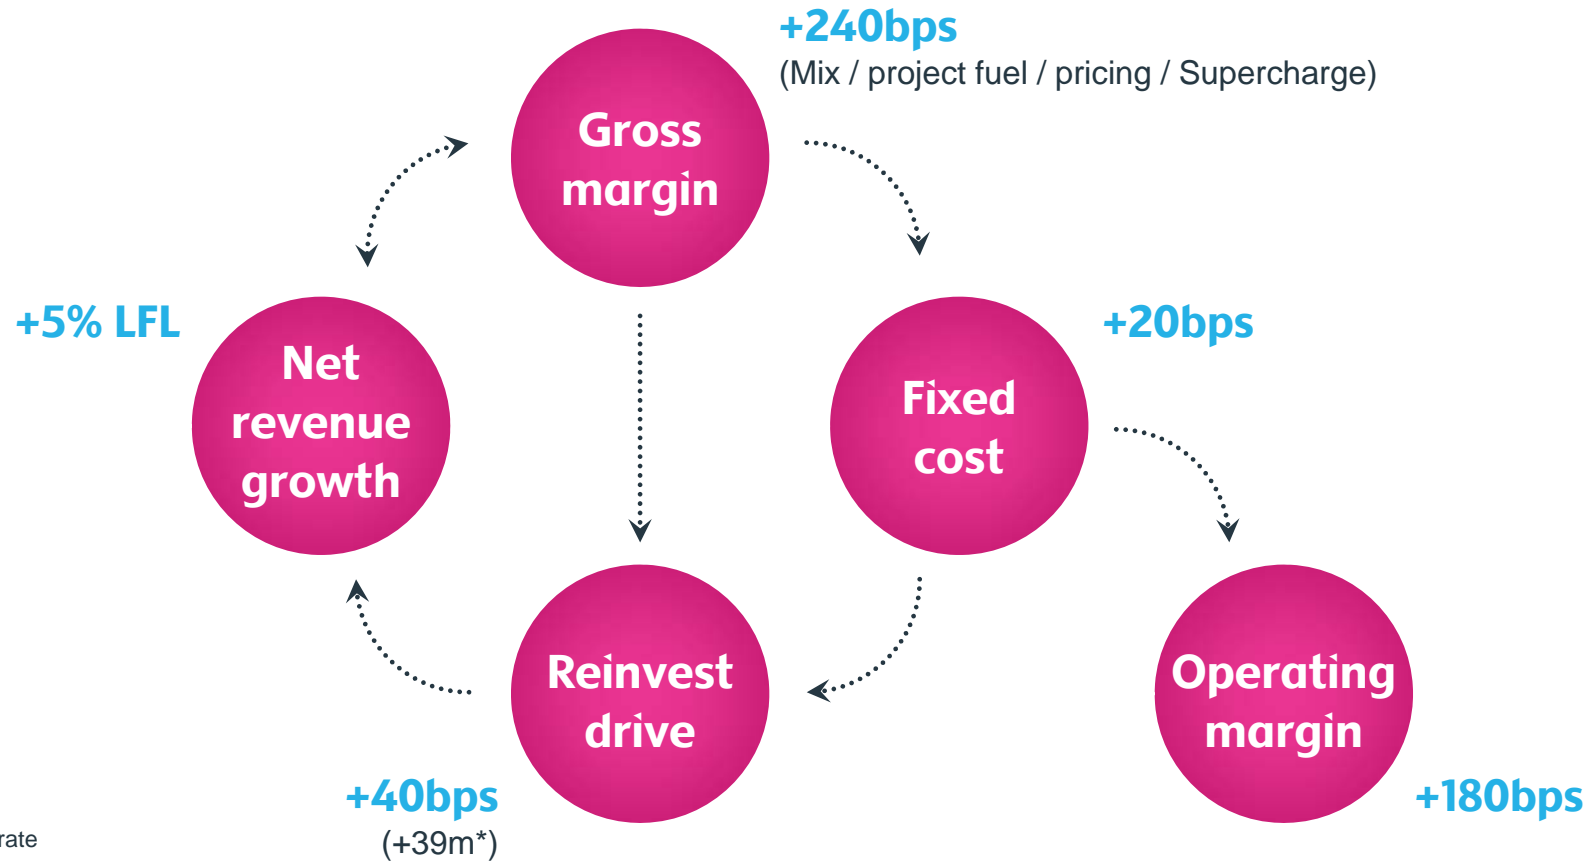 +240bps
(Mix / project fuel / pricing / Supercharge)
Gross
margin
+5% LFL
Net
revenue
growth
+20bps
Fixed
cost
Reinvest
drive
+40bps
(+39m*)
Operating
margin
+180bps
rate